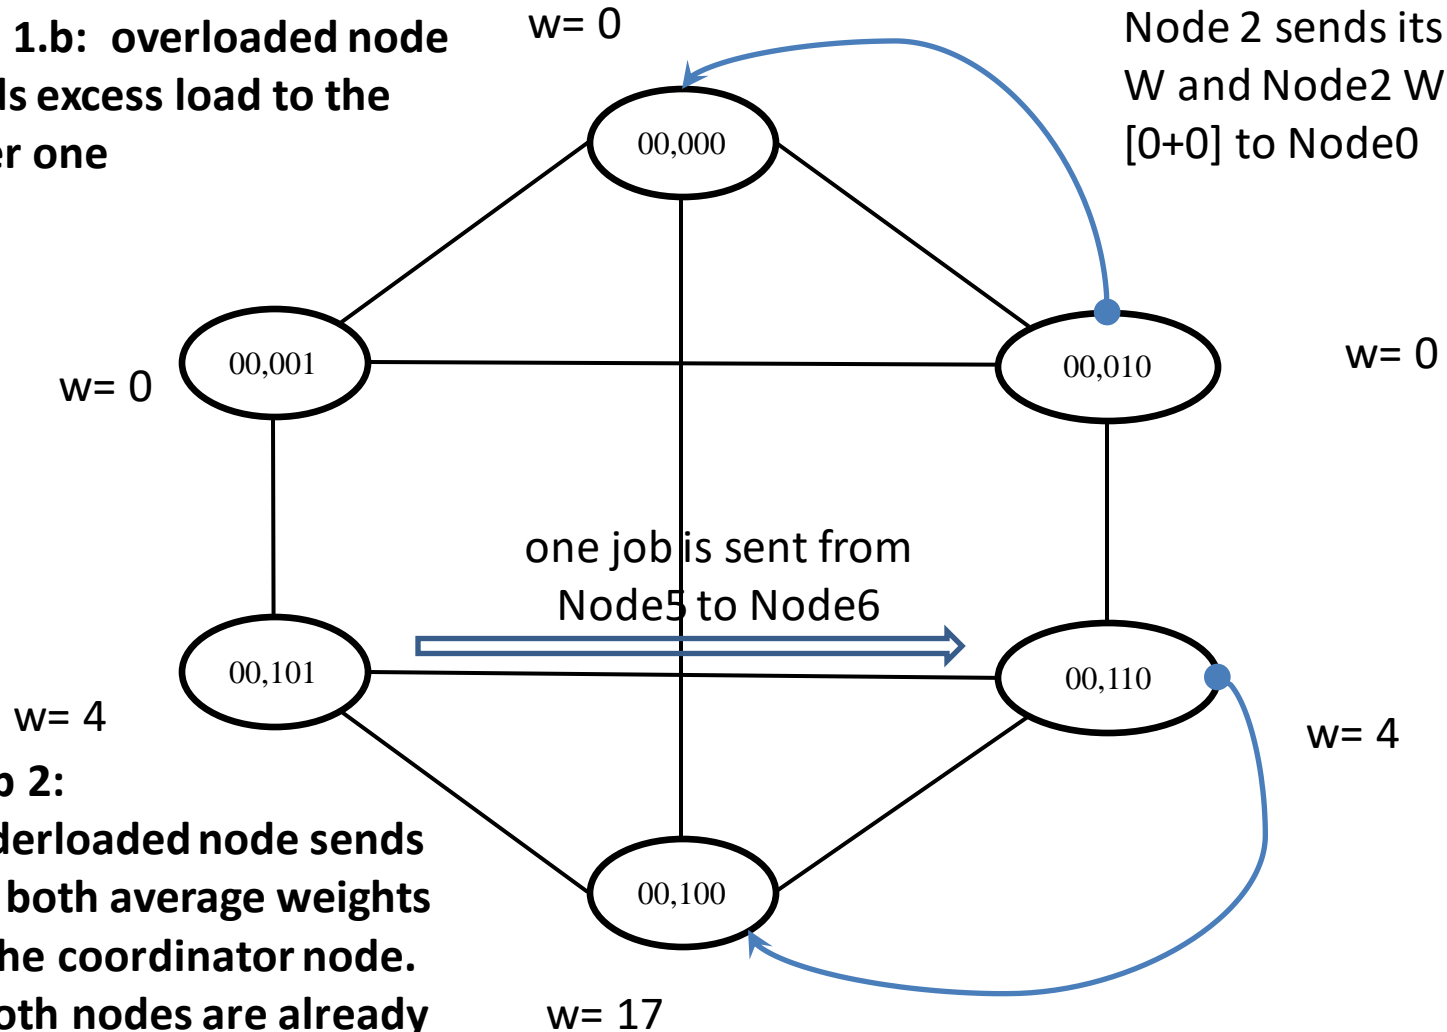 1.b: overloaded node
ds excess load to the
er one
w= 0
Node 2 sends its
W and Node2 W
[0+0] to Node0
00,000
00,001
00,010
w= 0
w= 0
one job is sent from
Node5 to Node6
00,101
00,110
w= 4
w= 4
2:
derloaded node sends
both average weights
he coordinator node.
oth nodes are already
00,100
w= 17